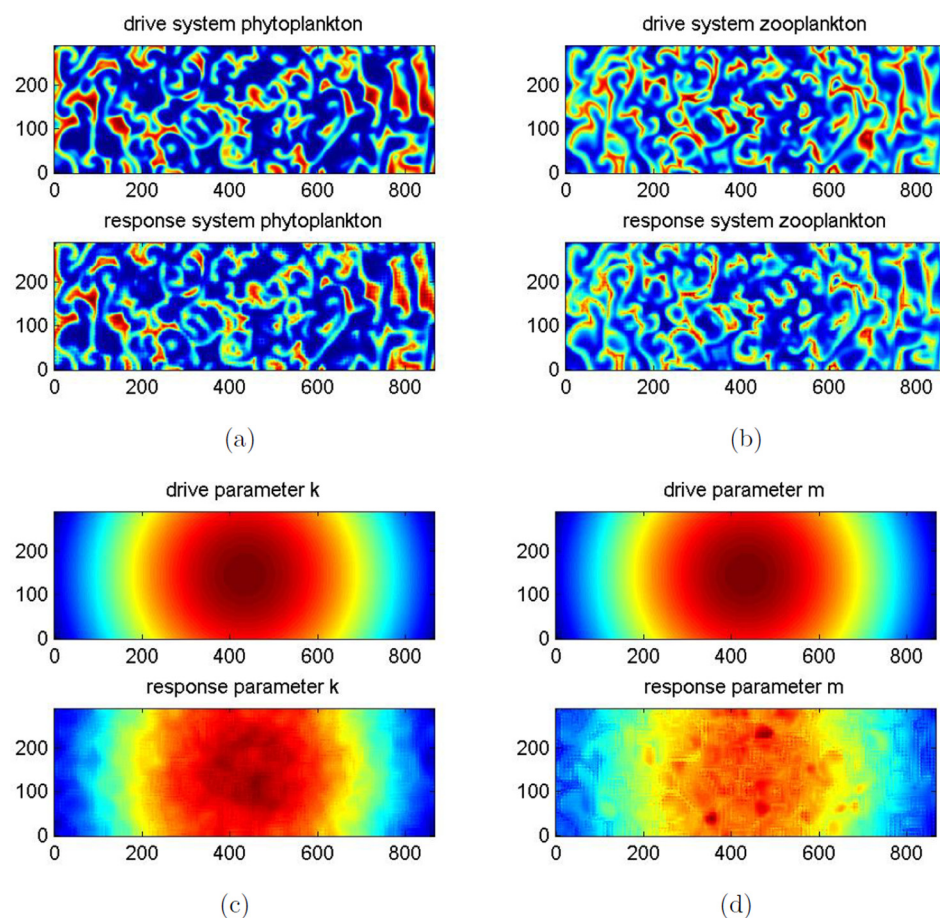 drive system phytoplankton
drive system zooplankton
200
100
0
0 200 400 600 800
200
100
0
0 200 400 600 800
response system phytoplankton
response system zooplankton
200
100
0
0 200 400 600 800
200
100
0
0 200 400 600 800
(a)
(b)
drive parameter k
drive parameter m
200
100
0
0 200 400 600 800
200
100
0
0 200 400 600 800
response parameter k
response parameter m
200
100
0
0 200 400 600 800
200
100
0
0 200 400 600 800
(c)
(d)